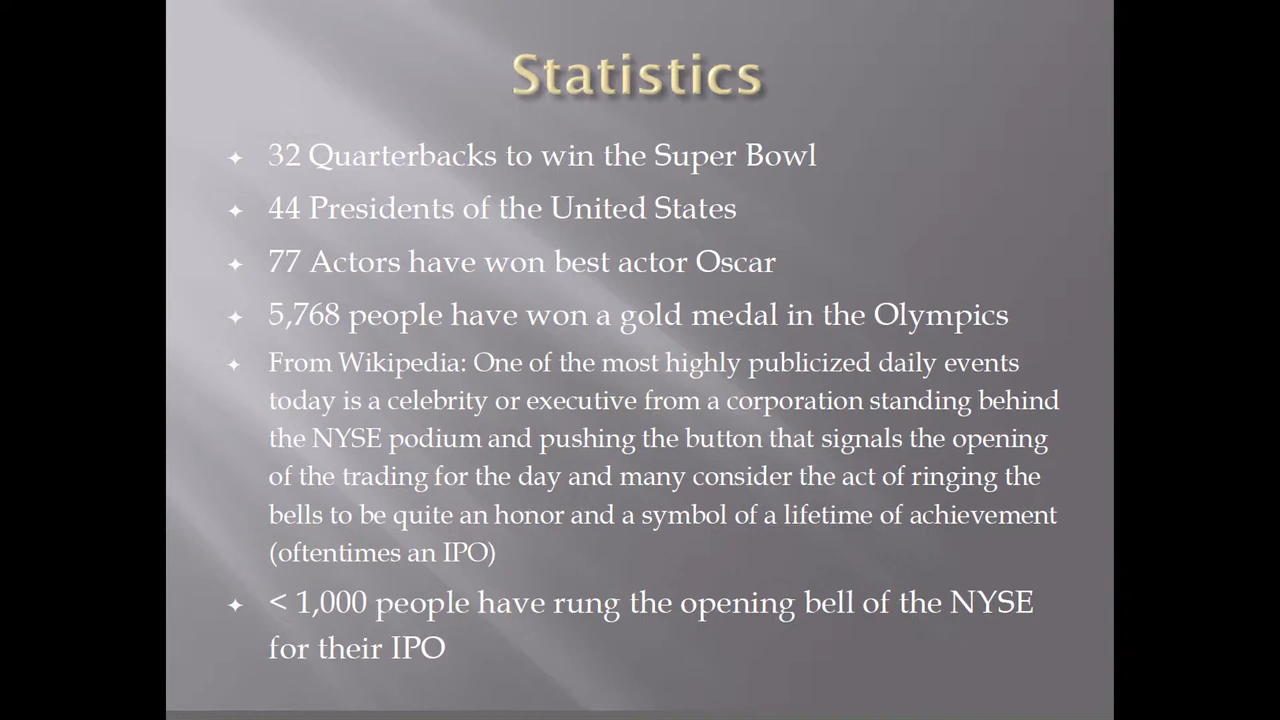 Statistics
32 Quarterbacks to win the Super Bowl
44 Presidents of the United States
77 Actors have won best actor Oscar
5,768 people have won a gold medal in the Olympics
From Wikipedia: One of the most highly publicized daily events
today is a celebrity or executive from a corporation standing behind
the NYSE podium and pushing the button that signals the opening
of the trading for the day and many consider the act of ringing the
bells to be quite an honor and a symbol of a lifetime of achievement
(oftentimes an IPO)
< 1,000 people have rung the opening bell of the NYSE
for their IPO